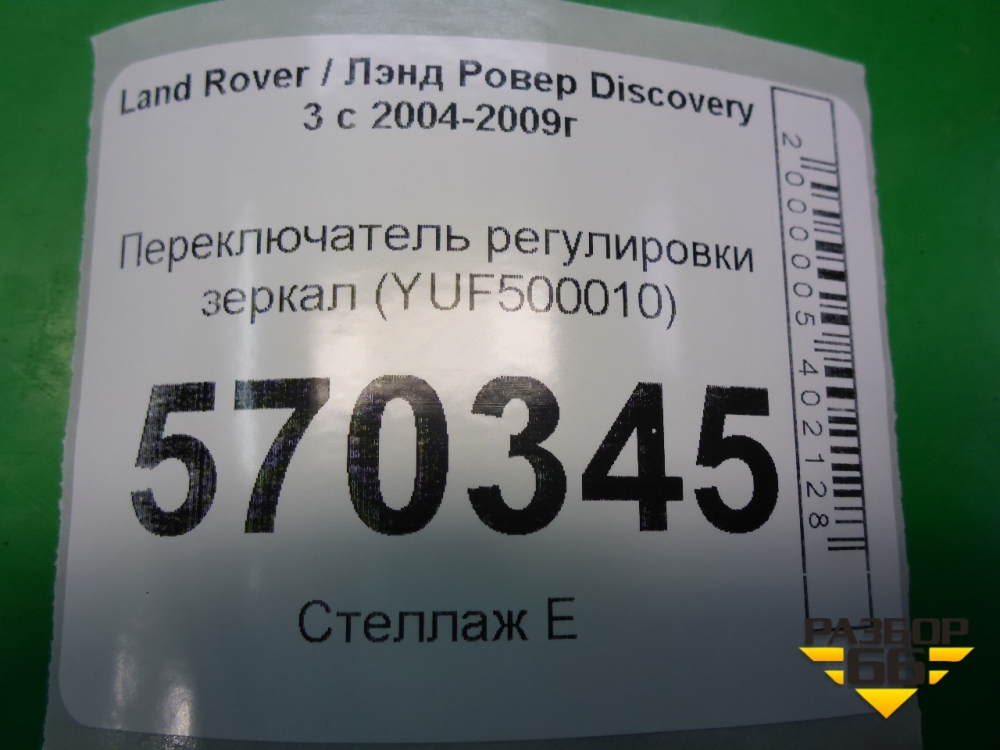 Land Rover / Лэнд Ровер Discovery
3 с 2004-2009г
Переключатель регулировки
зеркал (YUF500010)
570345
Стеллаж Е
2000005402128
РАЗБОР
66